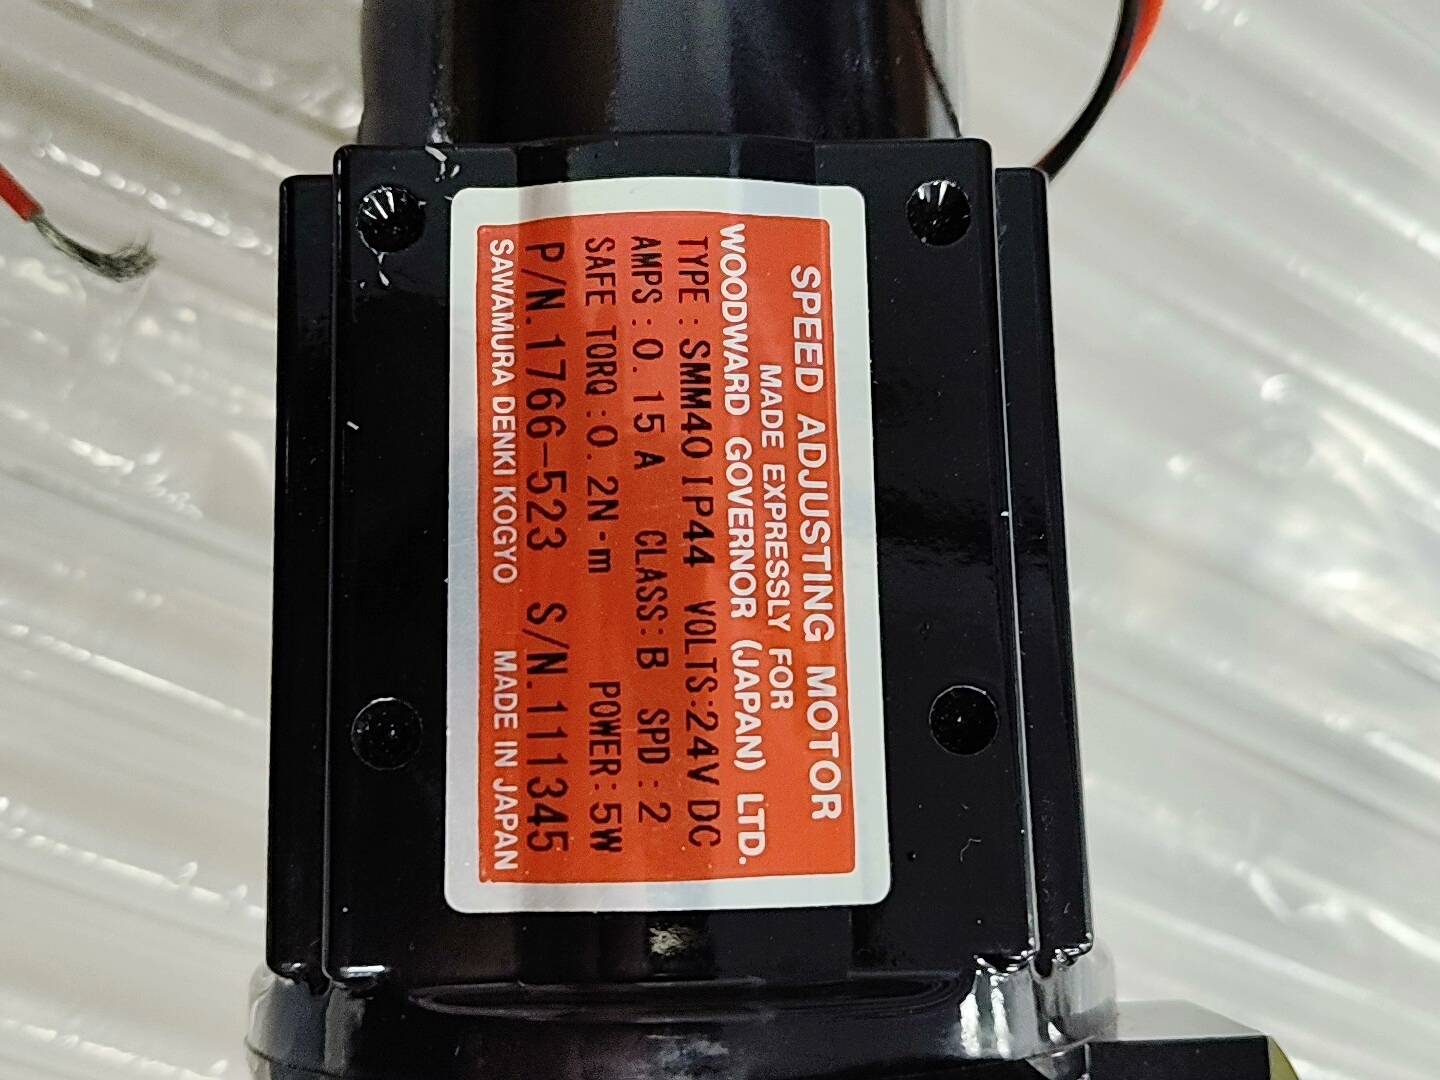 SPEED ADJUSTING MOTOR
MADE EXPRESSLY FOR
WOODWARD GOVERNOR (JAPAN) LTD.
TYPE : SMM40 IP44 VOLTS:24V DC
AMPS : 0. 15 A CLASS:B SPD : 2
SAFE TORQ : 0. 2N·m POWER : 5W
P/N. 1766-523 S/N. 111345
SAWAMURA DENKI KOGYO MADE IN JAPAN